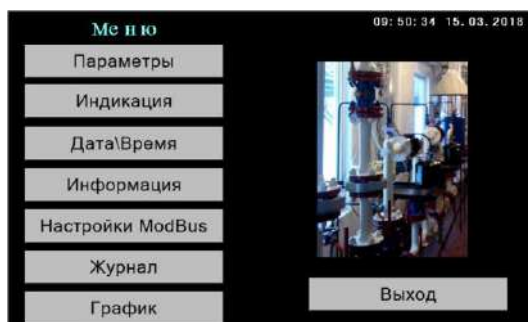 Меню
09:50:34 15.03.2018
Параметры
Индикация
Дата\Время
Информация
Настройки ModBus
Журнал
График
Выход